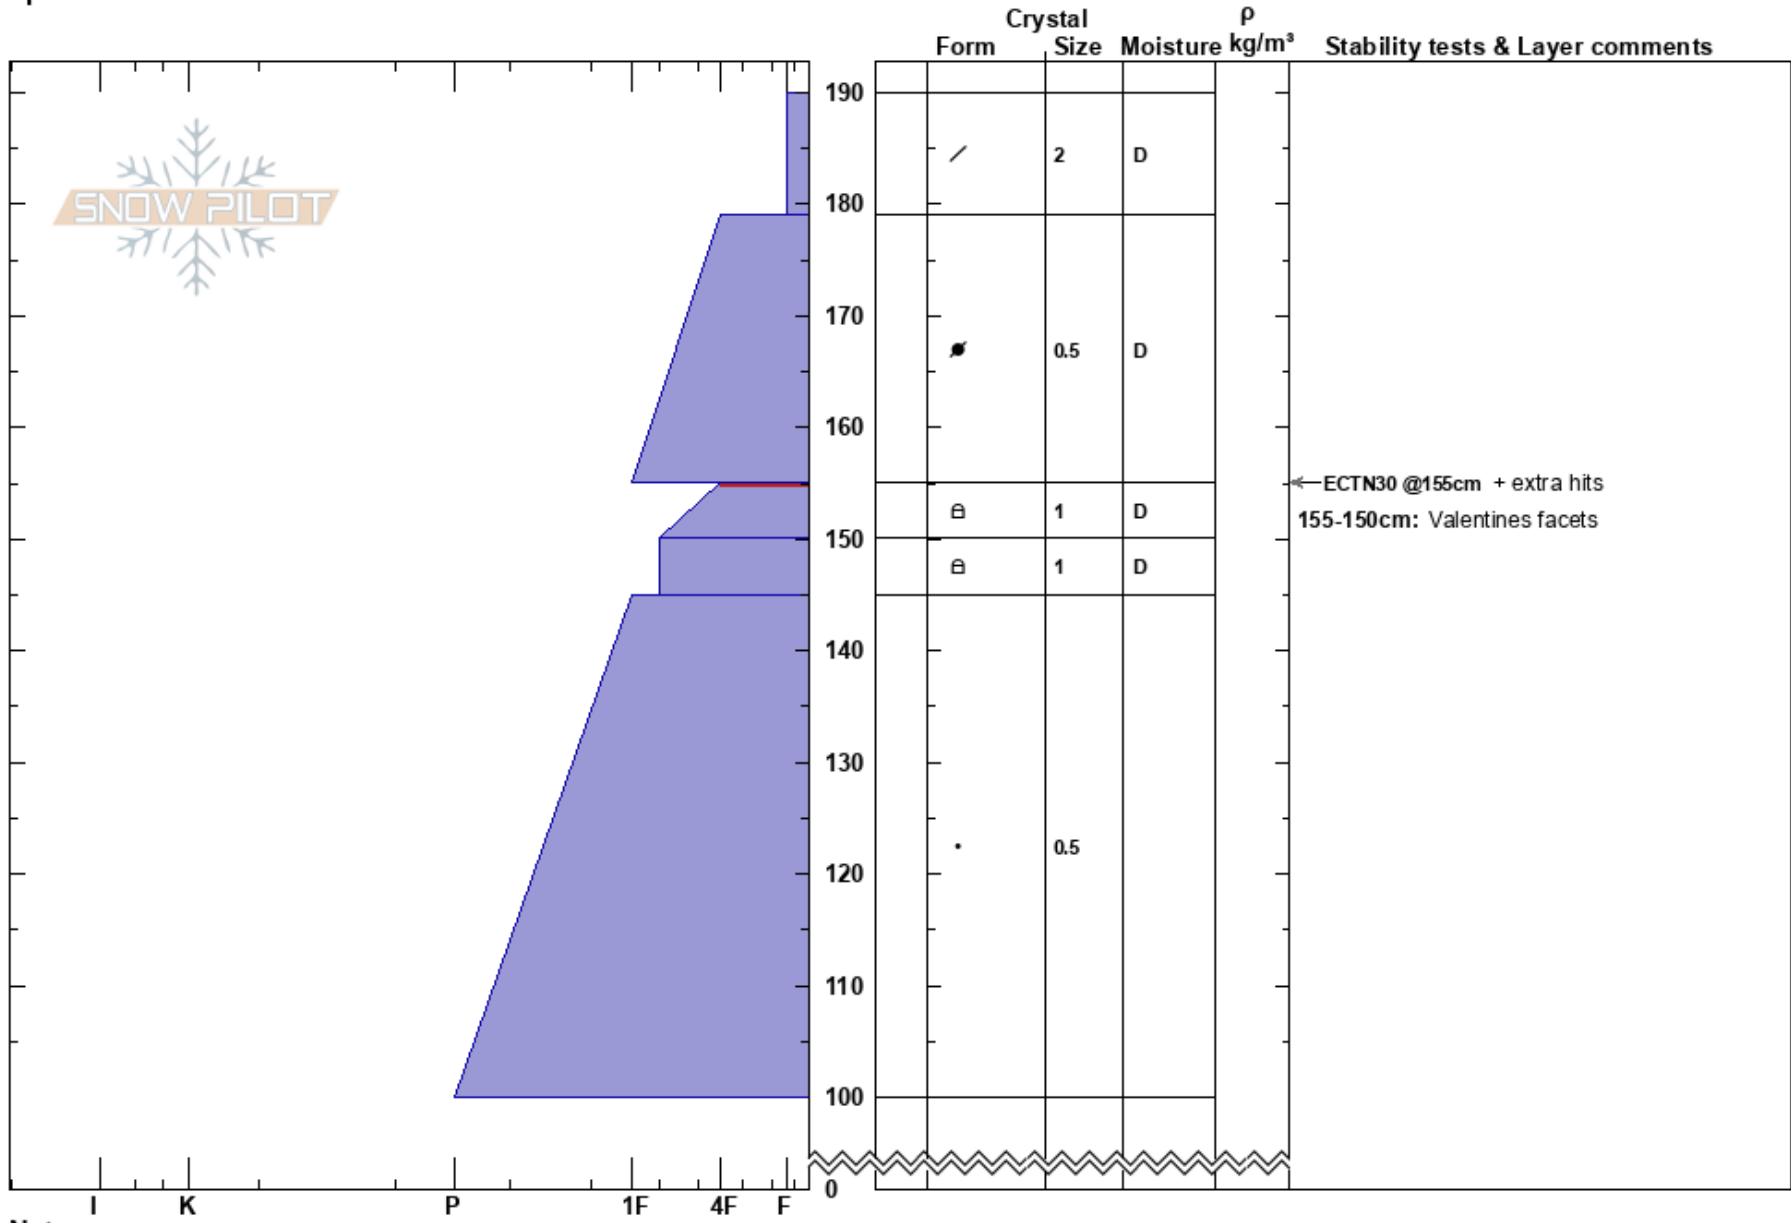 Crystal ρ
Form Size Moisture kg/m³ Stability tests & Layer comments
190
2 D
SNOW PILOT
180
170
0.5 D
160
ECTN30 @155cm + extra hits
1 D
155-150cm: Valentines facets
150
1 D
140
130
120
0.5
110
100
0
I K P 1F 4F F